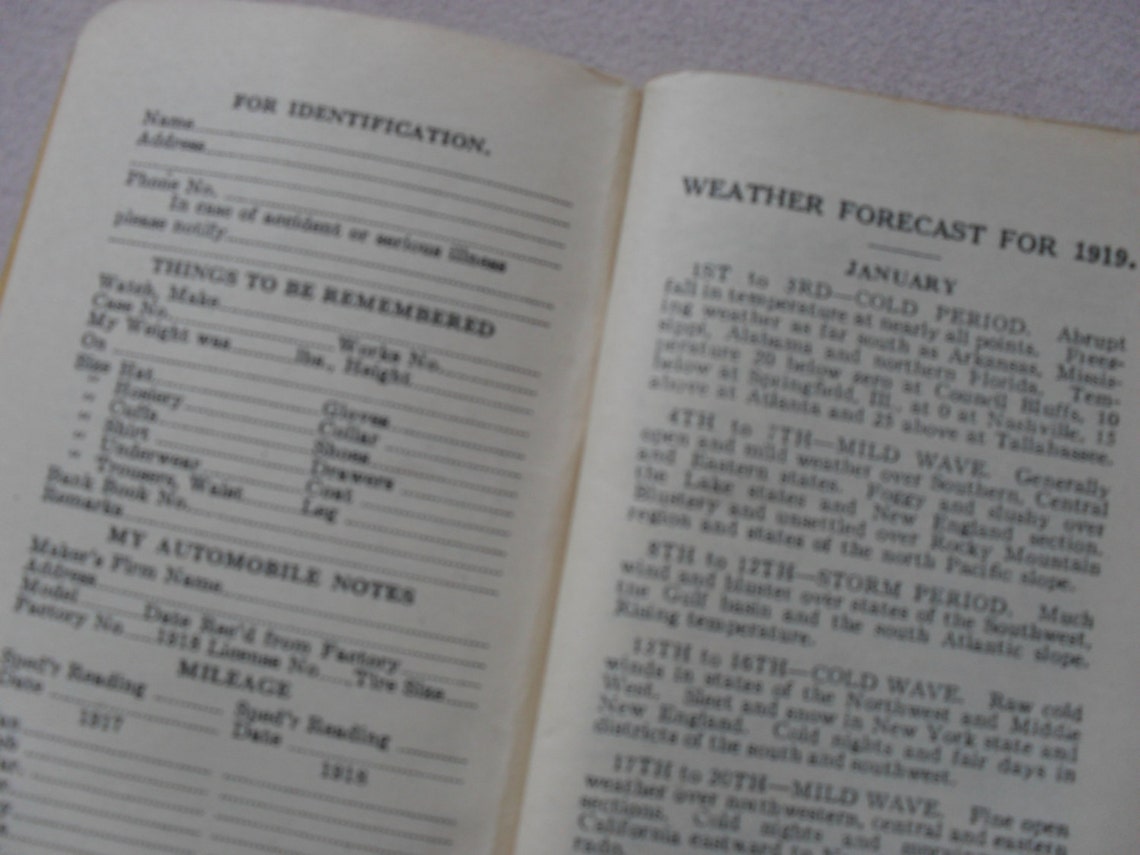 FOR IDENTIFICATION.
Name
Address
Phone No.
In case of accident or serious illness
please notify
THINGS TO BE REMEMBERED
Watch, Make
Case No. Works No.
My Weight was lbs., Height
On
Size Hat
" Hosiery Gloves
" Cuffs Collar
" Shirt Shoes
" Underwear Drawers
" Trousers, Waist Coat
Bank Book No. Leg
Remarks
MY AUTOMOBILE NOTES
Maker's Firm Name
Address
Model Date Rec'd from Factory
Factory No. License No. Tire Size
MILEAGE
Sped'r Reading Sped'r Reading
Date Date
1917 1918
WEATHER FORECAST FOR 1919.
JANUARY
1ST to 3RD—COLD PERIOD. Abrupt
fall in temperature at nearly all points. Freez-
ing weather as far south as Arkansas, Missis-
sippi, Alabama and northern Florida. Tem-
perature 20 below zero at Council Bluffs, 10
below at Springfield, Ill., at 0 at Nashville, 15
above at Atlanta and 25 above at Tallahassee.
4TH to 7TH—MILD WAVE. Generally
open and mild weather over Southern, Central
and Eastern states. Foggy and slushy over
the Lake states and New England section.
Blustery and unsettled over Rocky Mountain
region and states of the north Pacific slope.
8TH to 12TH—STORM PERIOD. Much
wind and bluster over states of the Southwest,
the Gulf basin and the south Atlantic slope.
Rising temperature.
13TH to 16TH—COLD WAVE. Raw cold
winds in states of the Northwest and Middle
West. Sleet and snow in New York state and
New England. Cold nights and fair days in
districts of the south and southwest.
17TH to 20TH—MILD WAVE. Fine open
weather over northwestern, central and eastern
sections. Cold nights and
California eastward to